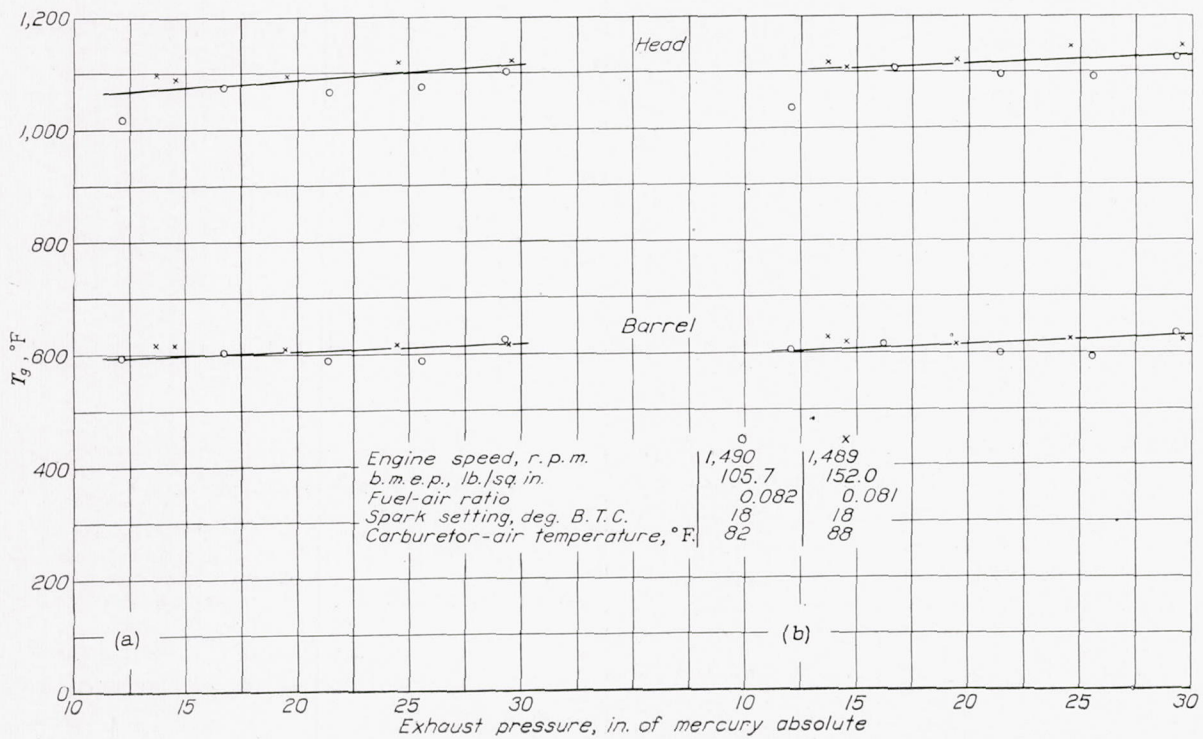 1,200
Head
1,000
800
Barrel
600
T_g, °F
o x
Engine speed, r.p.m. 1,490 1,489
b.m.e.p., lb./sq. in. 105.7 152.0
400
Fuel-air ratio 0.082 0.081
Spark setting, deg. B.T.C. 18 18
Carburetor-air temperature, °F. 82 88
200
(a) (b)
0
10 15 20 25 30 10 15 20 25 30
Exhaust pressure, in. of mercury absolute